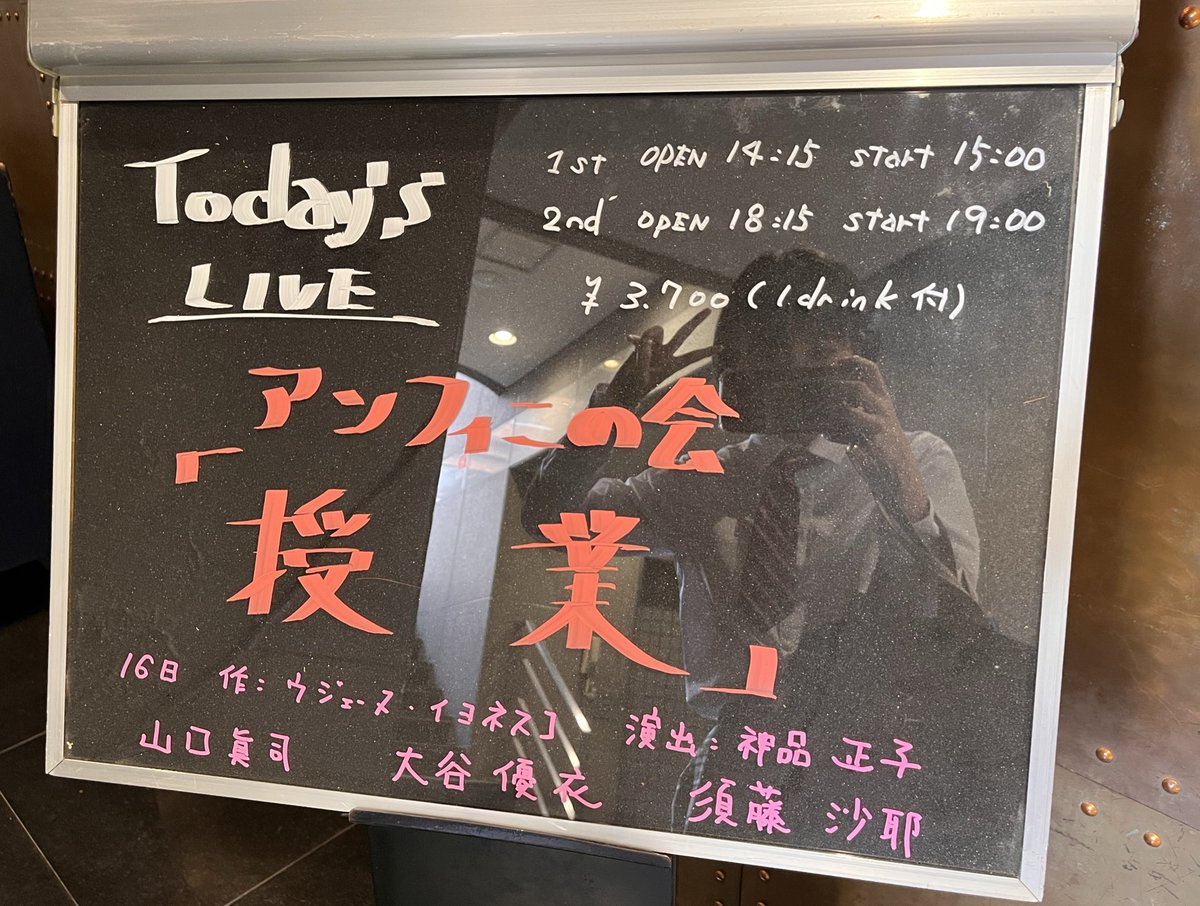 Today's
LIVE
1st OPEN 14:15 start 15:00
2nd OPEN 18:15 start 19:00
¥3.700(1drink付)
アンフィニの会
「授業」
16日 作:ウジェーヌ・イヨネスコ 演出:神品 正子
山口眞司 大谷優衣 須藤 沙耶